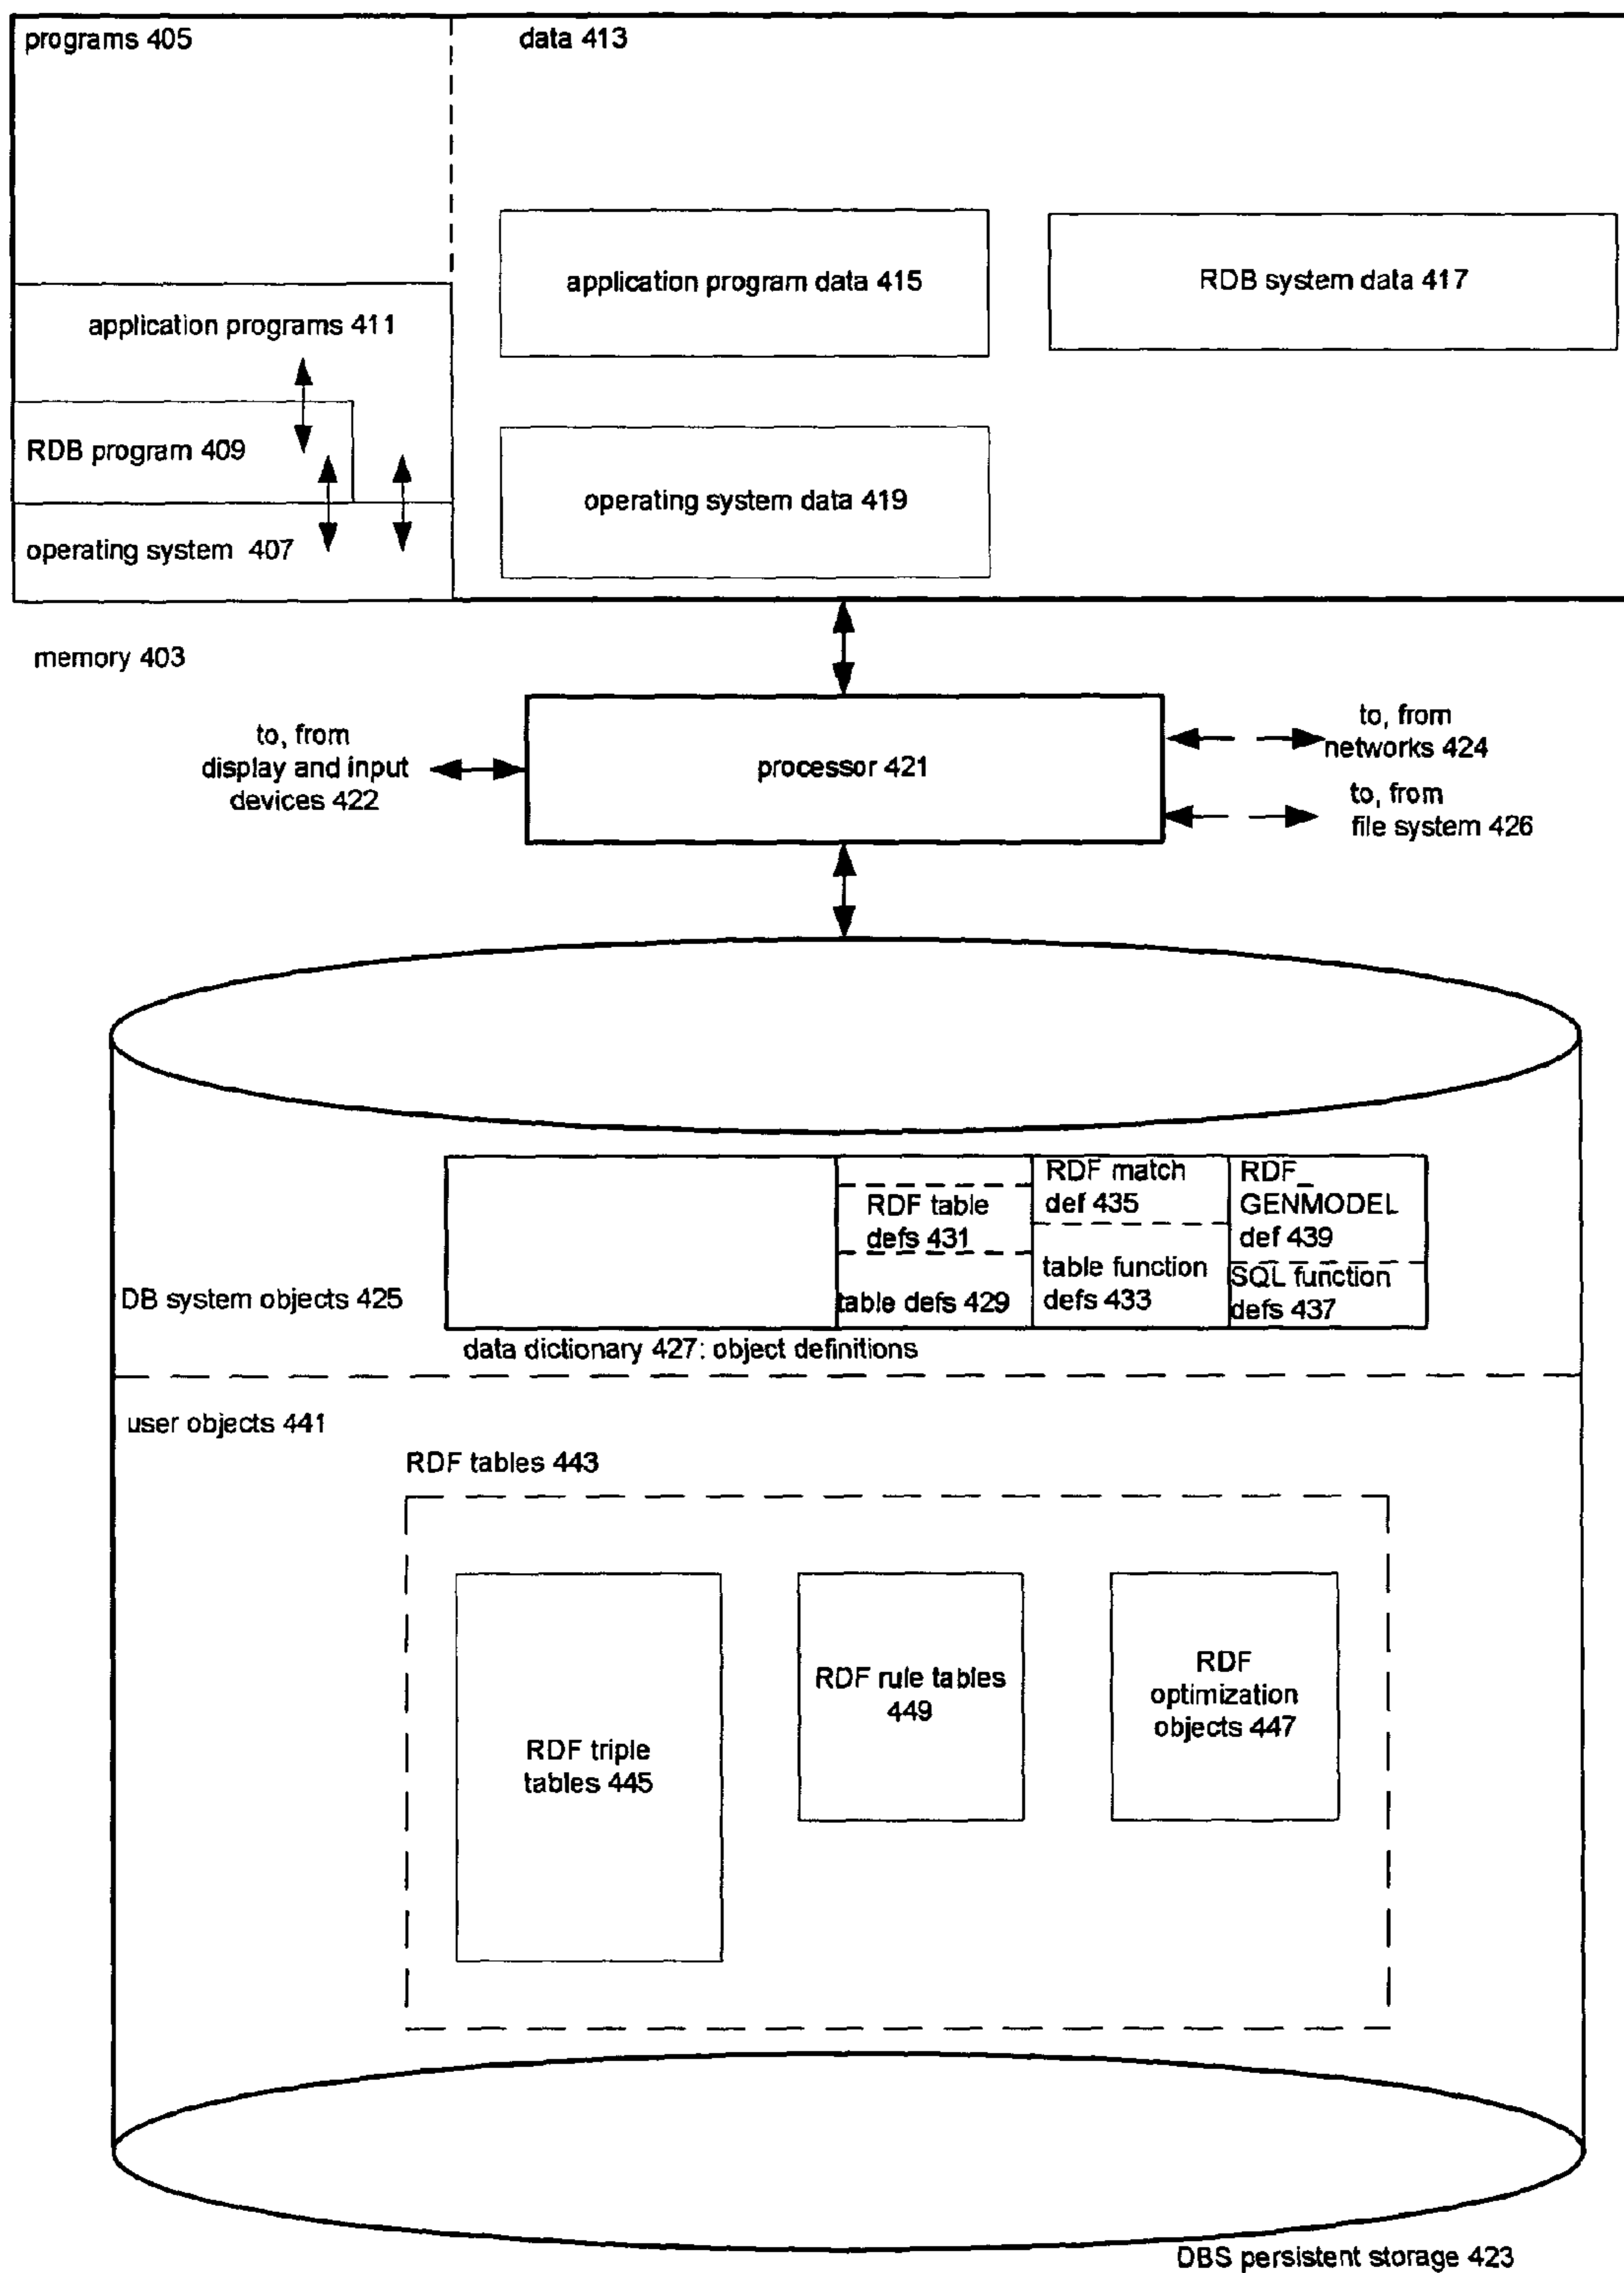 programs 405
data 413
application program data 415
RDB system data 417
application programs 411
RDB program 409
operating system data 419
operating system 407
memory 403
to, from
display and input
devices 422
processor 421
to, from
networks 424
to, from
file system 426
RDF table
defs 431
table defs 429
RDF match
def 435
table function
defs 433
RDF_
GENMODEL
def 439
SQL function
defs 437
DB system objects 425
data dictionary 427: object definitions
user objects 441
RDF tables 443
RDF triple
tables 445
RDF rule tables
449
RDF
optimization
objects 447
DBS persistent storage 423